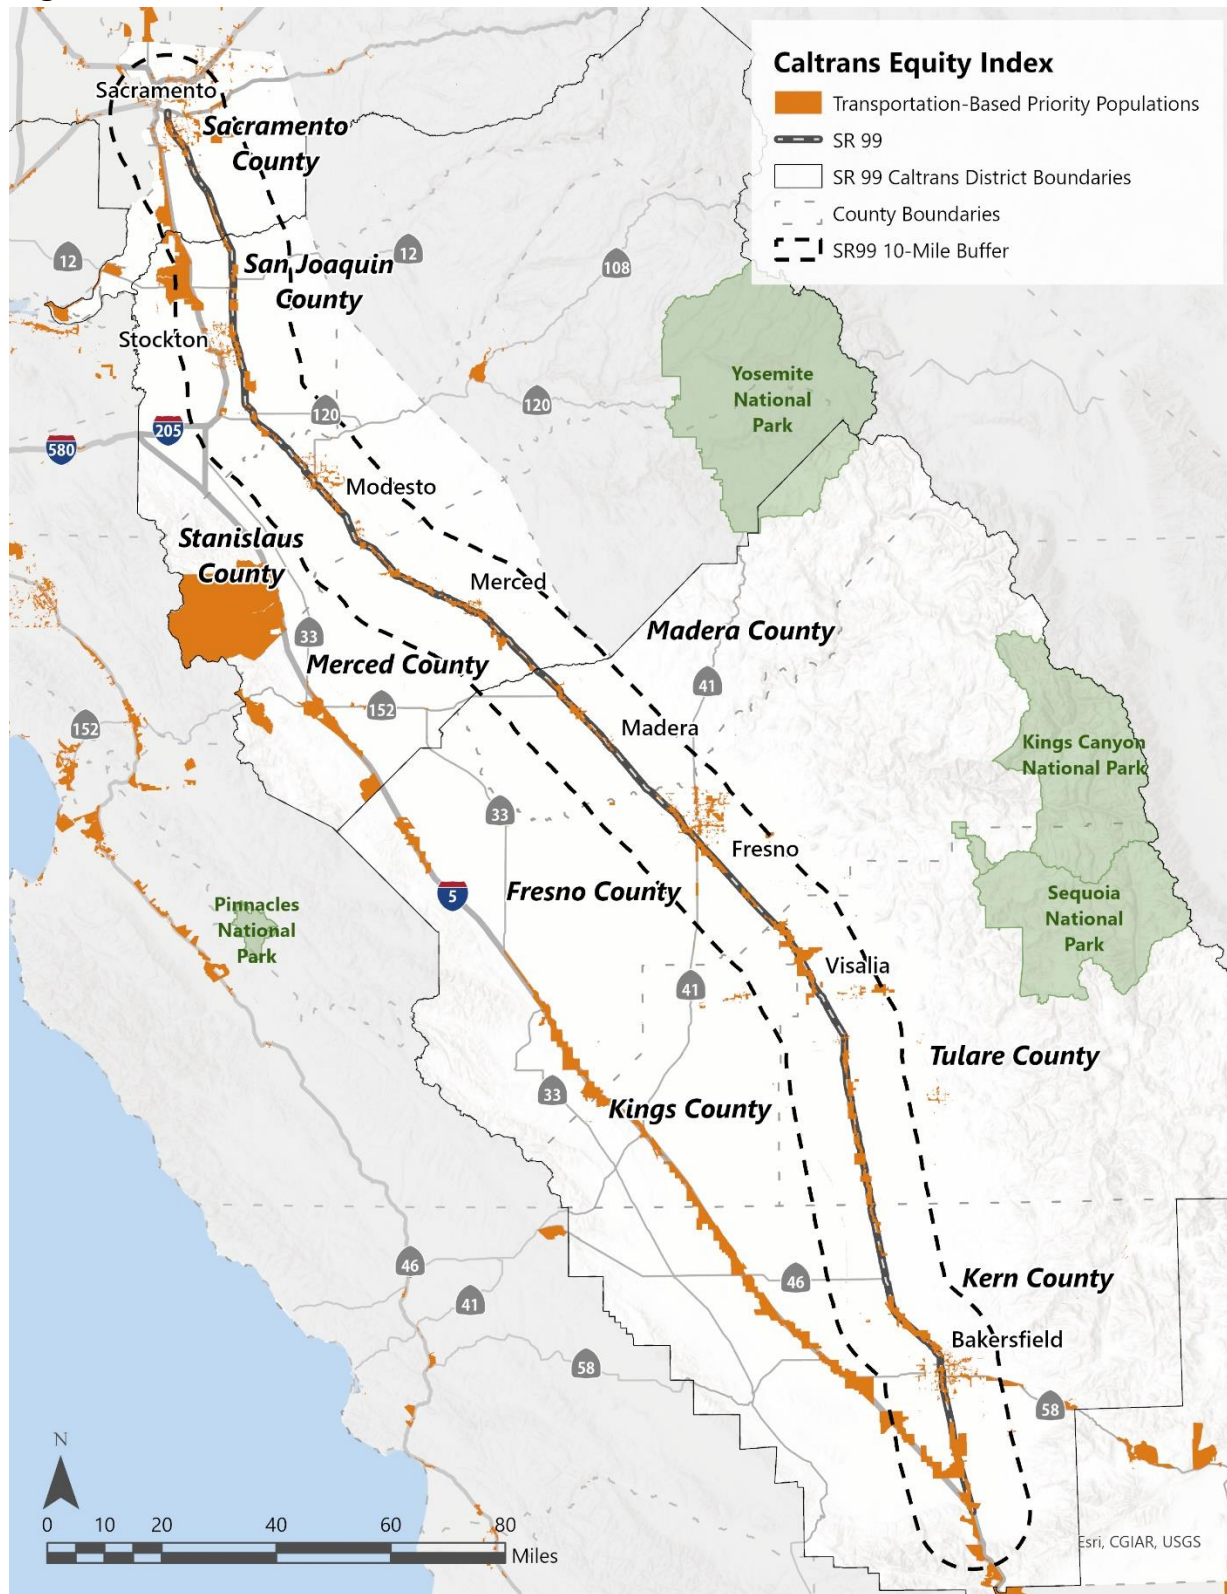 Caltrans Equity Index
Transportation-Based Priority Populations
SR 99
SR 99 Caltrans District Boundaries
County Boundaries
SR99 10-Mile Buffer
Sacramento
Sacramento
County
12
12
108
San Joaquin
County
Stockton
Yosemite
National
Park
120
120
205
580
Modesto
Stanislaus
County
Merced
33
Madera County
Merced County
41
152
152
Madera
Kings Canyon
National Park
33
Fresno
5
Fresno County
Pinnacles
National
Park
Sequoia
National
Park
Visalia
41
Tulare County
33
Kings County
46
46
Kern County
41
Bakersfield
58
58
N
0 10 20 40 60 80
Miles
Esri, CGIAR, USGS